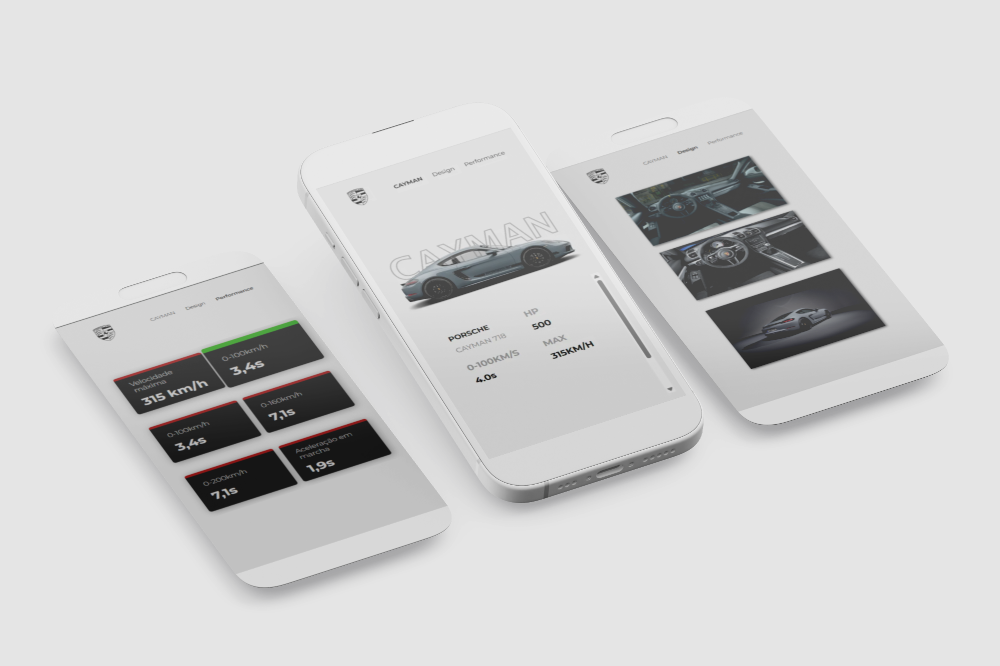 CAYMAN Design Performance
Velocidade
máxima
315 km/h
0-100km/h
3,4s
0-100km/h
3,4s
0-160km/h
7,1s
0-200km/h
7,1s
Aceleração em
marcha
1,9s
CAYMAN Design Performance
CAYMAN
PORSCHE
CAYMAN 718
HP
500
0-100KM/S
4.0s
MAX
315KM/H
CAYMAN Design Performance